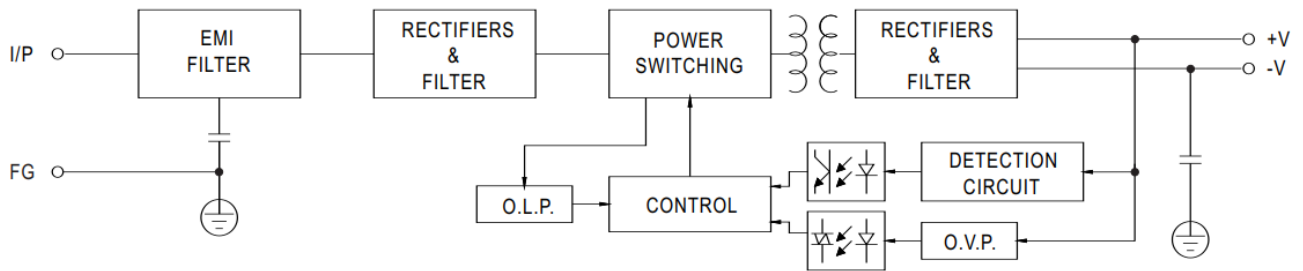 I/P
EMI
FILTER
RECTIFIERS
&
FILTER
POWER
SWITCHING
RECTIFIERS
&
FILTER
+V
-V
FG
O.L.P.
CONTROL
DETECTION
CIRCUIT
O.V.P.